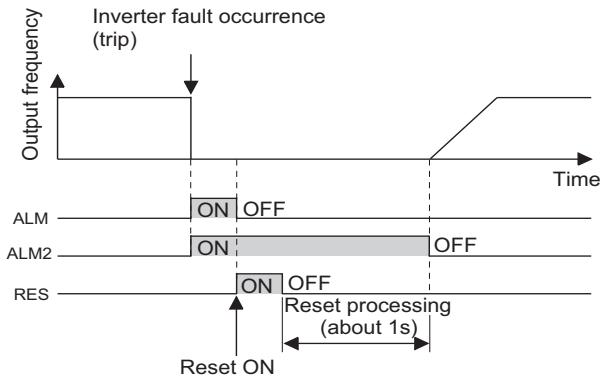 Inverter fault occurrence
(trip)
Output frequency
Time
ALM
ON
OFF
ALM2
ON
OFF
RES
ON
OFF
Reset processing
(about 1s)
Reset ON